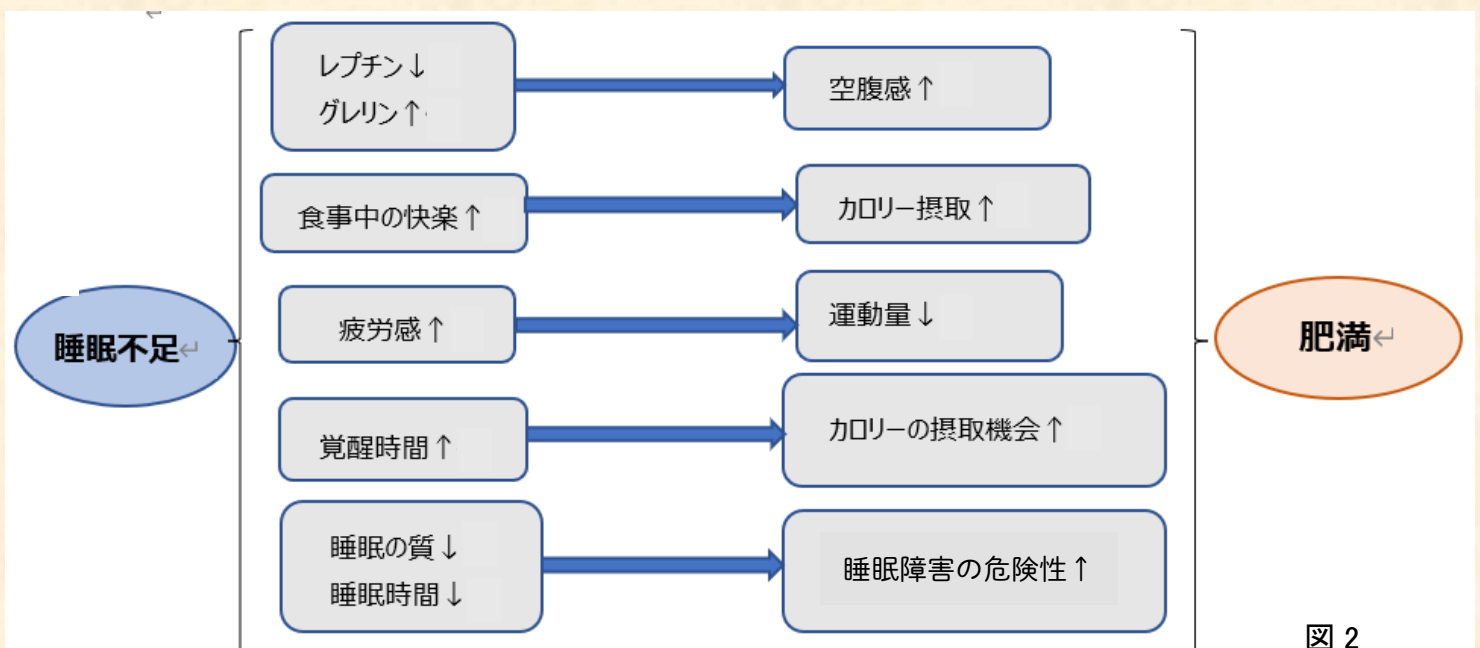 レプチン↓
グレリン↑
空腹感↑
食事中の快楽↑
カロリー摂取↑
睡眠不足↵
疲労感↑
運動量↓
肥満↵
覚醒時間↑
カロリーの摂取機会↑
睡眠の質↓
睡眠時間↓
睡眠障害の危険性↑
図 2